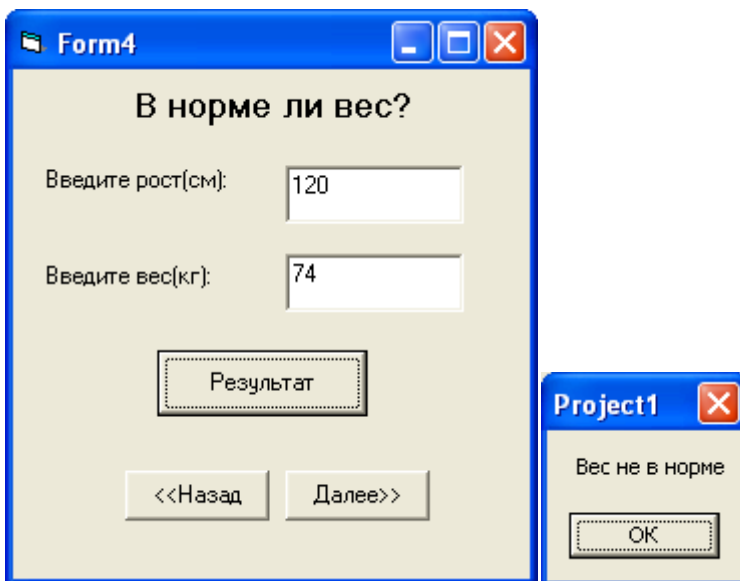 Form4
В норме ли вес?
Введите рост(см):
120
Введите вес(кг):
74
Результат
<<Назад
Далее>>
Project1
Вес не в норме
OK